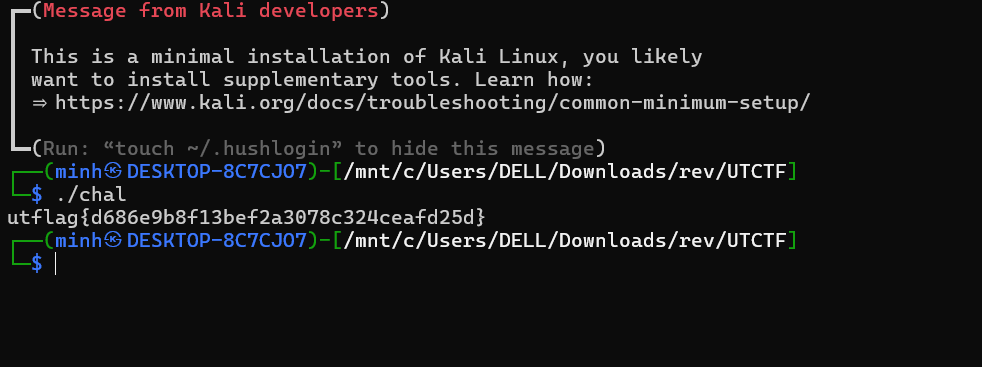 (Message from Kali developers)
This is a minimal installation of Kali Linux, you likely
want to install supplementary tools. Learn how:
⇒ https://www.kali.org/docs/troubleshooting/common-minimum-setup/
(Run: “touch ~/.hushlogin” to hide this message)
(minh㉿DESKTOP-8C7CJO7)-[/mnt/c/Users/DELL/Downloads/rev/UTCTF]
$ ./chal
utflag{d686e9b8f13bef2a3078c324ceafd25d}
(minh㉿DESKTOP-8C7CJO7)-[/mnt/c/Users/DELL/Downloads/rev/UTCTF]
$